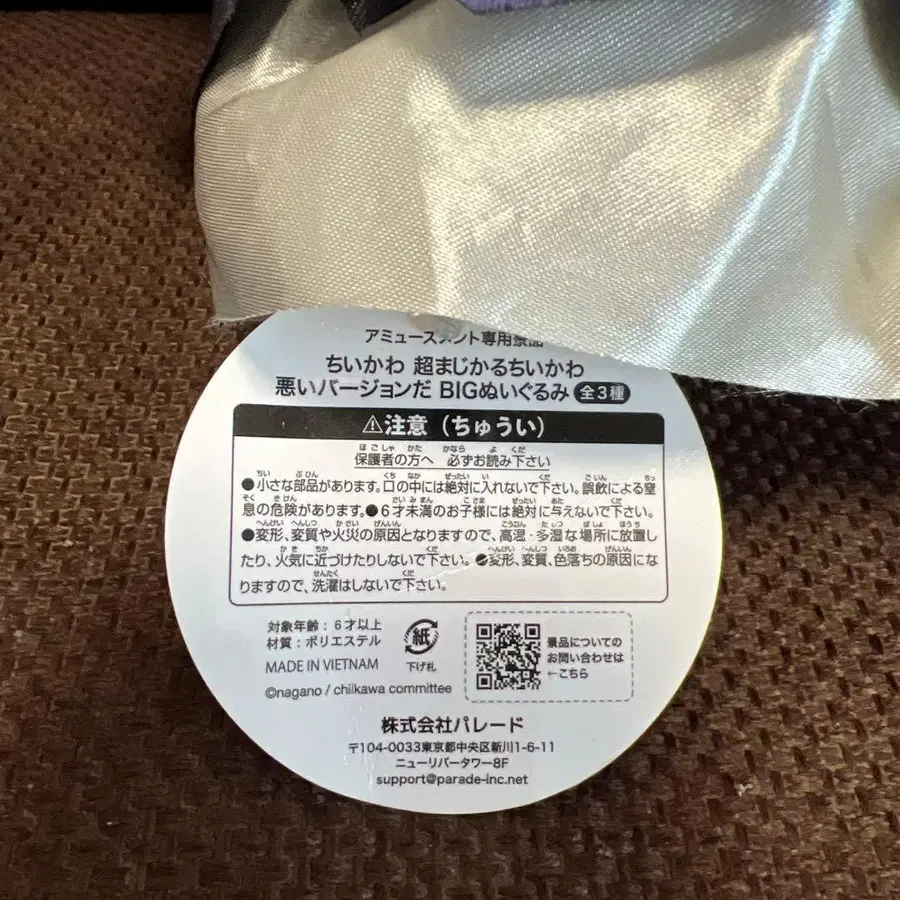 アミューズメント専用景品
ちいかわ 超まじかるちいかわ
悪いバージョンだ BIGぬいぐるみ 全3種
⚠注意（ちゅうい）
保護者の方へ 必ずお読み下さい
●小さな部品があります。口の中には絶対に入れないで下さい。誤飲による窒
息の危険があります。●6才未満のお子様には絶対に与えないで下さい。
●変形、変質や火災の原因となりますので、高温・多湿な場所に放置し
たり、火気に近づけたりしないで下さい。●変形、変質、色落ちの原因にな
りますので、洗濯はしないで下さい。
対象年齢：6才以上
材質：ポリエステル
MADE IN VIETNAM
紙
下げ札
景品についての
お問い合わせは
←こちら
©nagano / chiikawa committee
株式会社パレード
〒104-0033東京都中央区新川1-6-11
ニューリバータワー8F
support@parade-inc.net